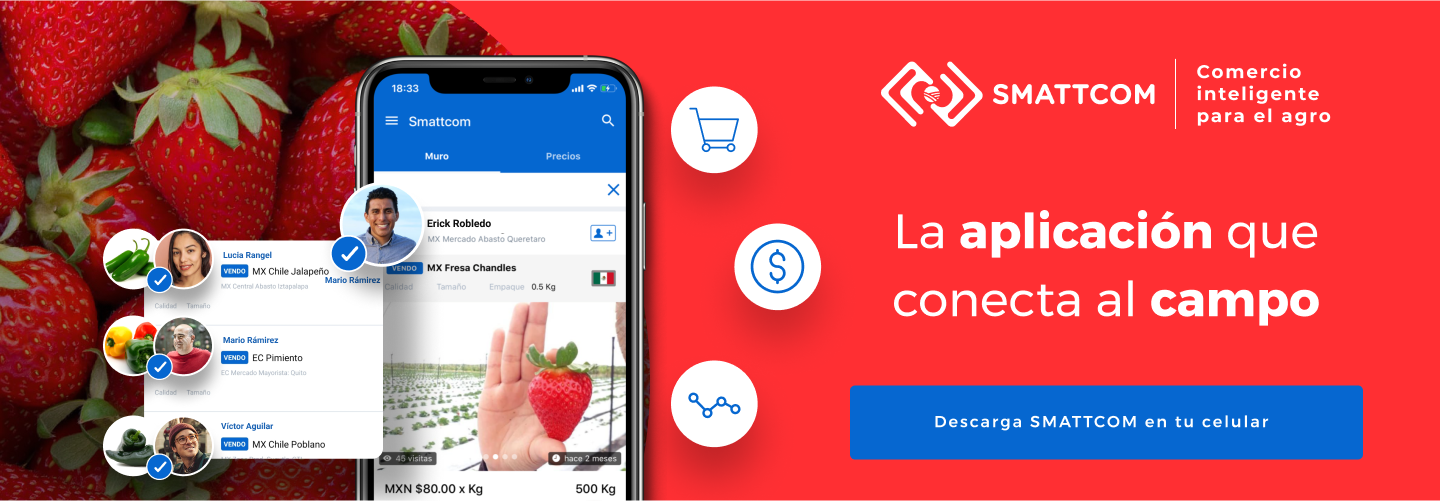 SMATTCOM
Comercio
inteligente
para el agro
La aplicación que
conecta al campo
Descarga SMATTCOM en tu celular
18:33
Smattcom
Muro
Precios
Erick Robledo
MX Mercado Abasto Queretaro
VENDO MX Fresa Chandles
Calidad Tamaño Empaque 0.5 Kg
46 visitas
hace 2 meses
MXN $80.00 x Kg 500 Kg
Mario Rámirez
Lucia Rangel
VENDO MX Chile Jalapeño
MX Central Abasto Iztapalapa
Calidad Tamaño
Mario Rámirez
VENDO EC Pimiento
EC Mercado Mayorista: Quito
Calidad Tamaño
Víctor Aguilar
VENDO MX Chile Poblano